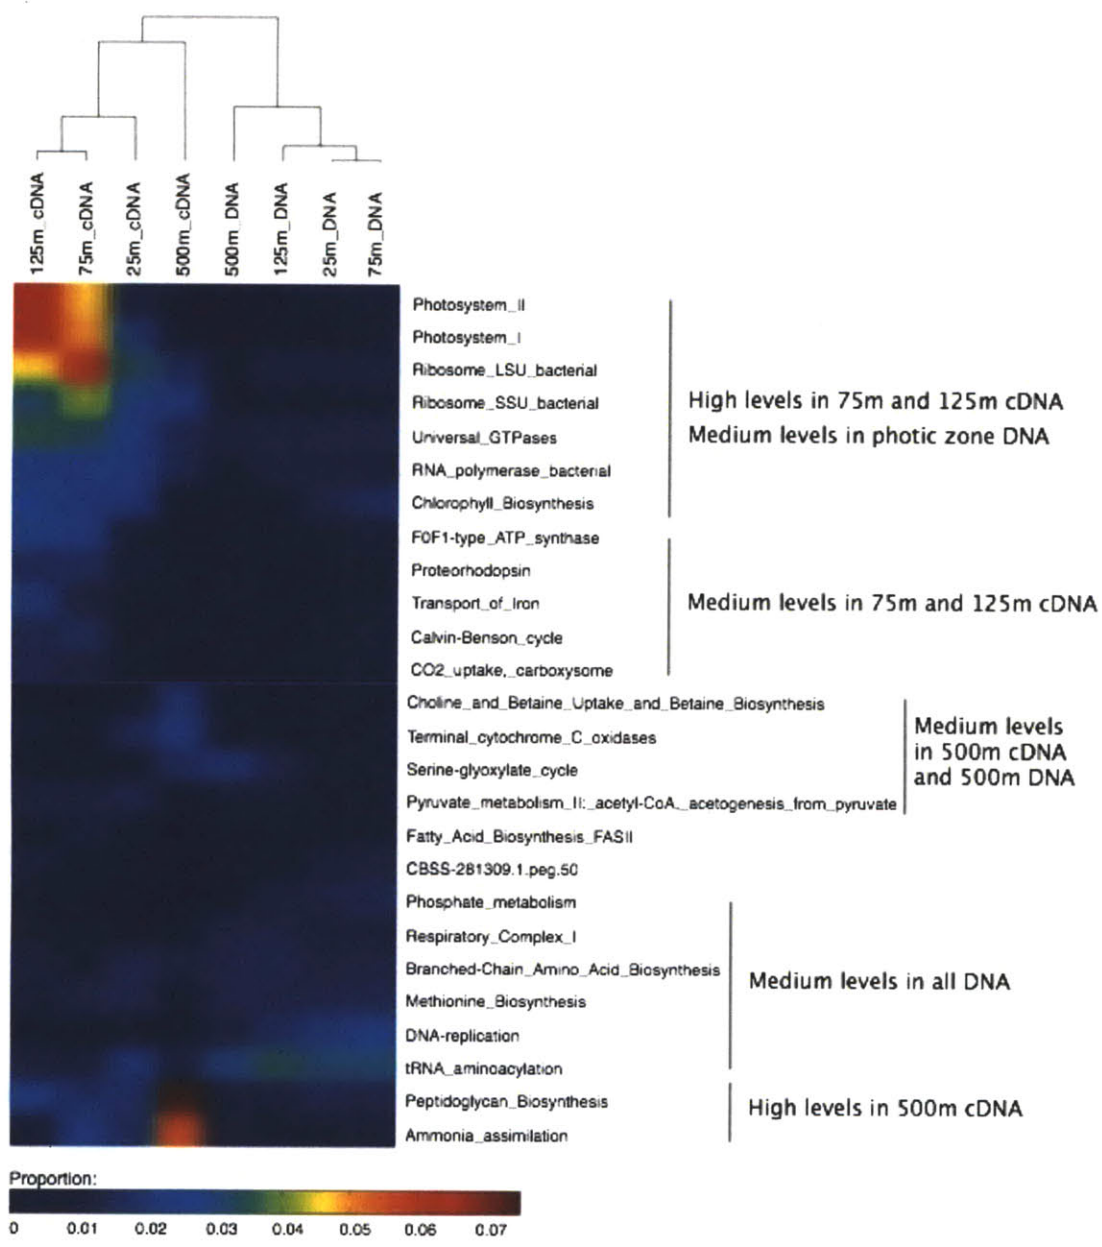 125m_cDNA
75m_cDNA
25m_cDNA
500m_cDNA
500m_DNA
125m_DNA
25m_DNA
75m_DNA
Photosystem_II
Photosystem_I
Ribosome_LSU_bacterial
Ribosome_SSU_bacterial
Universal_GTPases
RNA_polymerase_bacterial
Chlorophyll_Biosynthesis
High levels in 75m and 125m cDNA
Medium levels in photic zone DNA
F0F1-type_ATP_synthase
Proteorhodopsin
Transport_of_Iron
Calvin-Benson_cycle
CO2_uptake,_carboxysome
Medium levels in 75m and 125m cDNA
Choline_and_Betaine_Uptake_and_Betaine_Biosynthesis
Terminal_cytochrome_C_oxidases
Serine-glyoxylate_cycle
Pyruvate_metabolism_II:_acetyl-CoA,_acetogenesis_from_pyruvate
Medium levels
in 500m cDNA
and 500m DNA
Fatty_Acid_Biosynthesis_FASII
CBSS-281309.1.peg.50
Phosphate_metabolism
Respiratory_Complex_I
Branched-Chain_Amino_Acid_Biosynthesis
Methionine_Biosynthesis
DNA-replication
tRNA_aminoacylation
Medium levels in all DNA
Peptidoglycan_Biosynthesis
Ammonia_assimilation
High levels in 500m cDNA
Proportion:
0 0.01 0.02 0.03 0.04 0.05 0.06 0.07